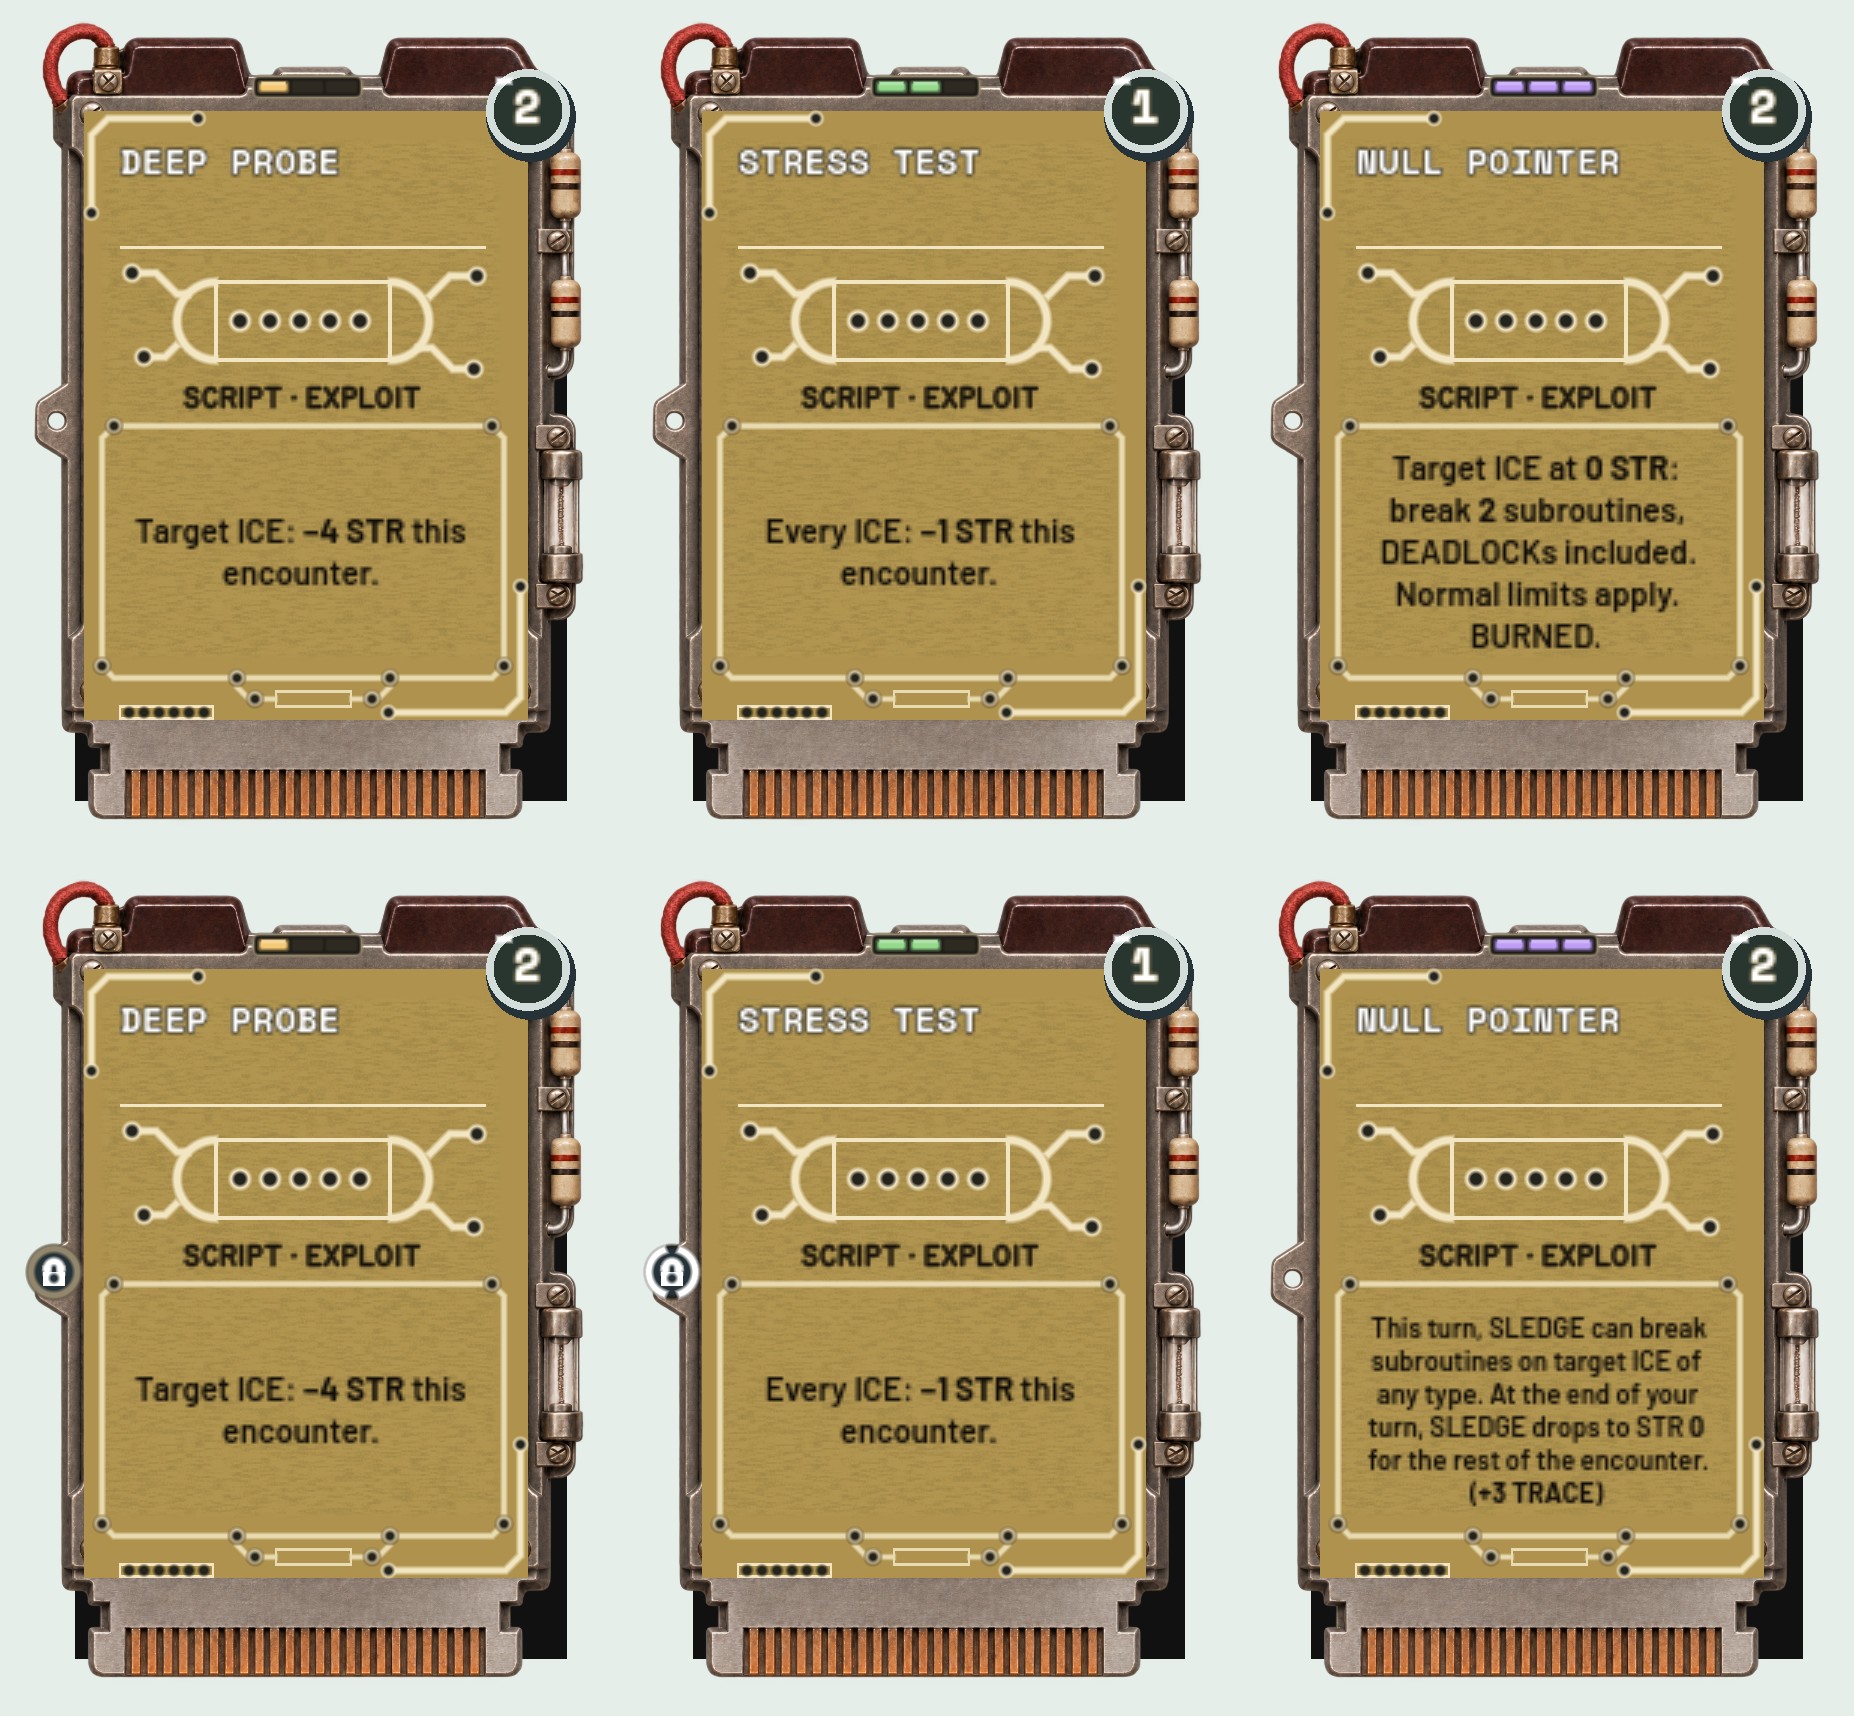 2
DEEP PROBE
SCRIPT · EXPLOIT
Target ICE: –4 STR this
encounter.
1
STRESS TEST
SCRIPT · EXPLOIT
Every ICE: –1 STR this
encounter.
2
NULL POINTER
SCRIPT · EXPLOIT
Target ICE at 0 STR:
break 2 subroutines,
DEADLOCKs included.
Normal limits apply.
BURNED.
2
DEEP PROBE
SCRIPT · EXPLOIT
Target ICE: –4 STR this
encounter.
1
STRESS TEST
SCRIPT · EXPLOIT
Every ICE: –1 STR this
encounter.
2
NULL POINTER
SCRIPT · EXPLOIT
This turn, SLEDGE can break
subroutines on target ICE of
any type. At the end of your
turn, SLEDGE drops to STR 0
for the rest of the encounter.
(+3 TRACE)